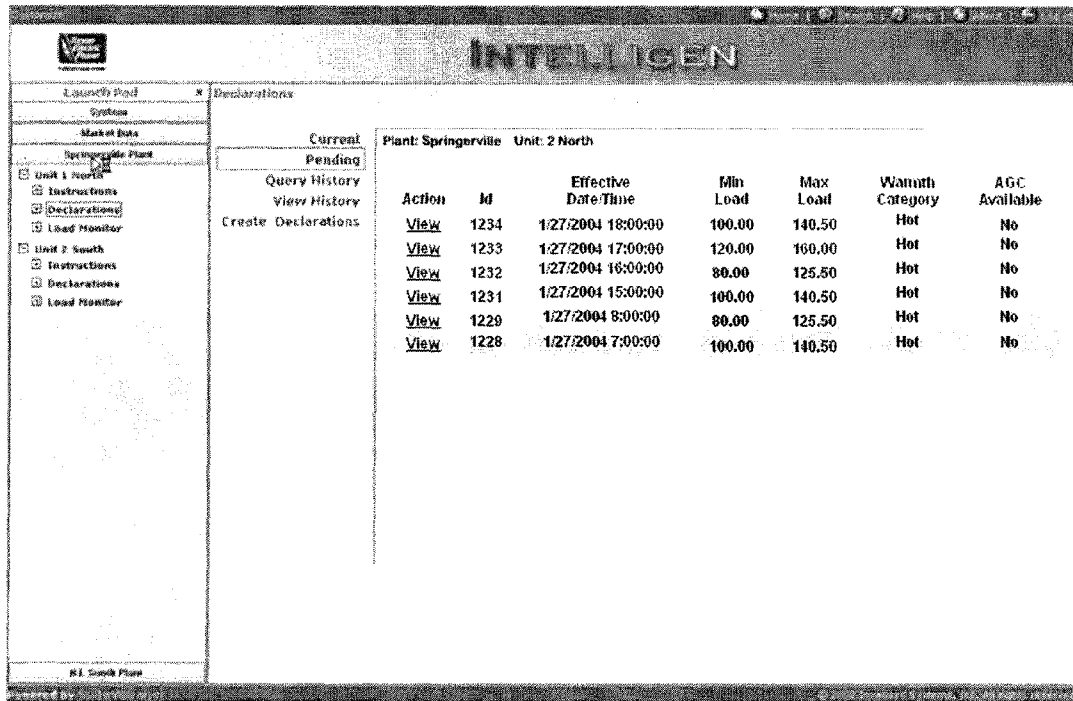 INTELLIGEN
Launch Pad
System
Market Data
Springerville Plant
Unit 1 North
Instructions
Declarations
Load Monitor
Unit 2 South
Instructions
Declarations
Load Monitor
Declarations
Current
Pending
Query History
View History
Create Declarations
Plant: Springerville Unit: 2 North
Action Id Effective Date/Time Min Load Max Load Warmth Category AGC Available
View 1234 1/27/2004 18:00:00 100.00 140.50 Hot No
View 1233 1/27/2004 17:00:00 120.00 160.00 Hot No
View 1232 1/27/2004 16:00:00 80.00 125.50 Hot No
View 1231 1/27/2004 15:00:00 100.00 140.50 Hot No
View 1229 1/27/2004 8:00:00 80.00 125.50 Hot No
View 1228 1/27/2004 7:00:00 100.00 140.50 Hot No
Plant
Powered by